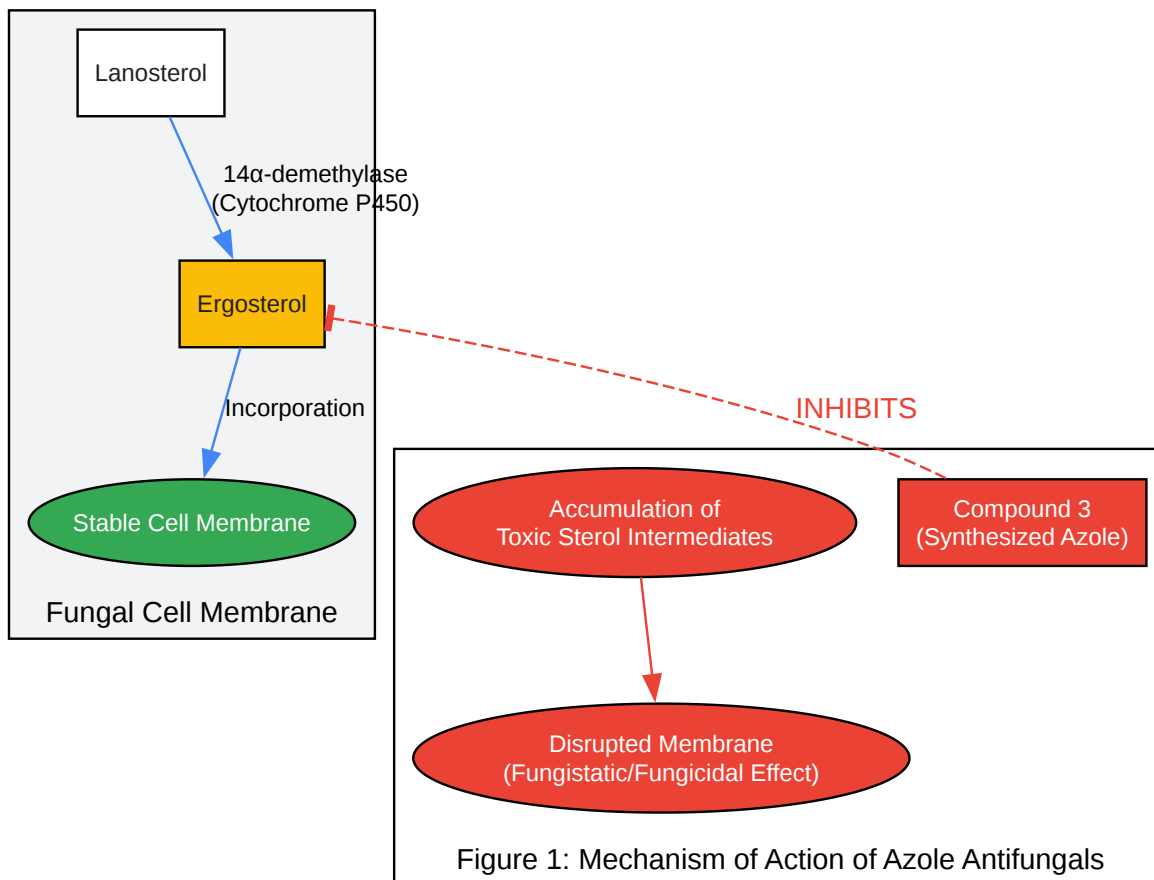 Lanosterol
14α-demethylase
(Cytochrome P450)
Ergosterol
Incorporation
Stable Cell Membrane
Fungal Cell Membrane
INHIBITS
Accumulation of
Toxic Sterol Intermediates
Compound 3
(Synthesized Azole)
Disrupted Membrane
(Fungistatic/Fungicidal Effect)
Figure 1: Mechanism of Action of Azole Antifungals